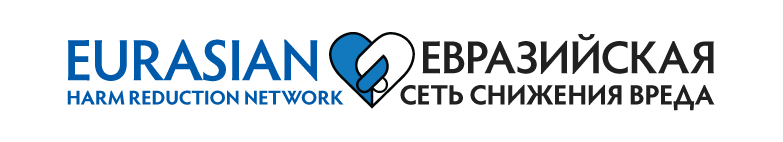 EURASIAN
HARM REDUCTION NETWORK
ЕВРАЗИЙСКАЯ
СЕТЬ СНИЖЕНИЯ ВРЕДА